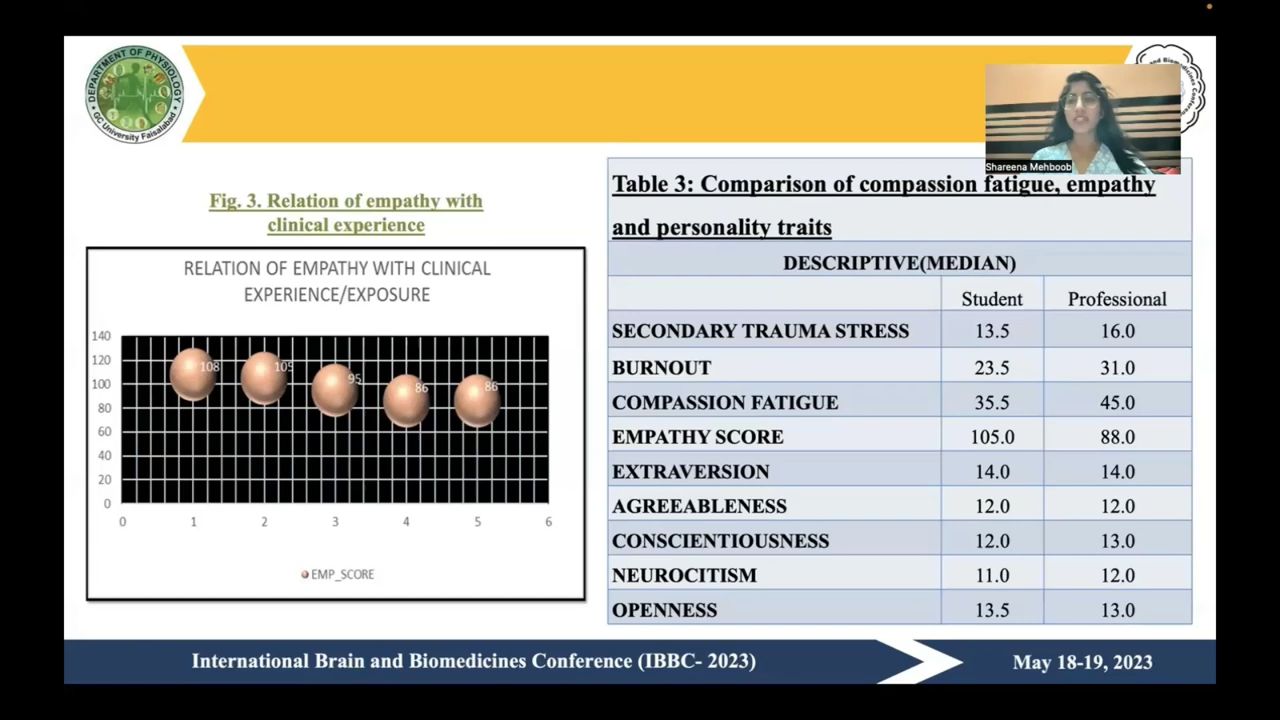 DEPARTMENT OF PHYSIOLOGY
GC University Faisalabad
and Biomedicines Conference
Shareena Mehboob
Fig. 3. Relation of empathy with
clinical experience
RELATION OF EMPATHY WITH CLINICAL
EXPERIENCE/EXPOSURE
140
120
100
80
60
40
20
0
108
105
95
86
86
0 1 2 3 4 5 6
EMP_SCORE
Table 3: Comparison of compassion fatigue, empathy
and personality traits
DESCRIPTIVE(MEDIAN)
Student Professional
SECONDARY TRAUMA STRESS 13.5 16.0
BURNOUT 23.5 31.0
COMPASSION FATIGUE 35.5 45.0
EMPATHY SCORE 105.0 88.0
EXTRAVERSION 14.0 14.0
AGREEABLENESS 12.0 12.0
CONSCIENTIOUSNESS 12.0 13.0
NEUROCITISM 11.0 12.0
OPENNESS 13.5 13.0
International Brain and Biomedicines Conference (IBBC- 2023)
May 18-19, 2023